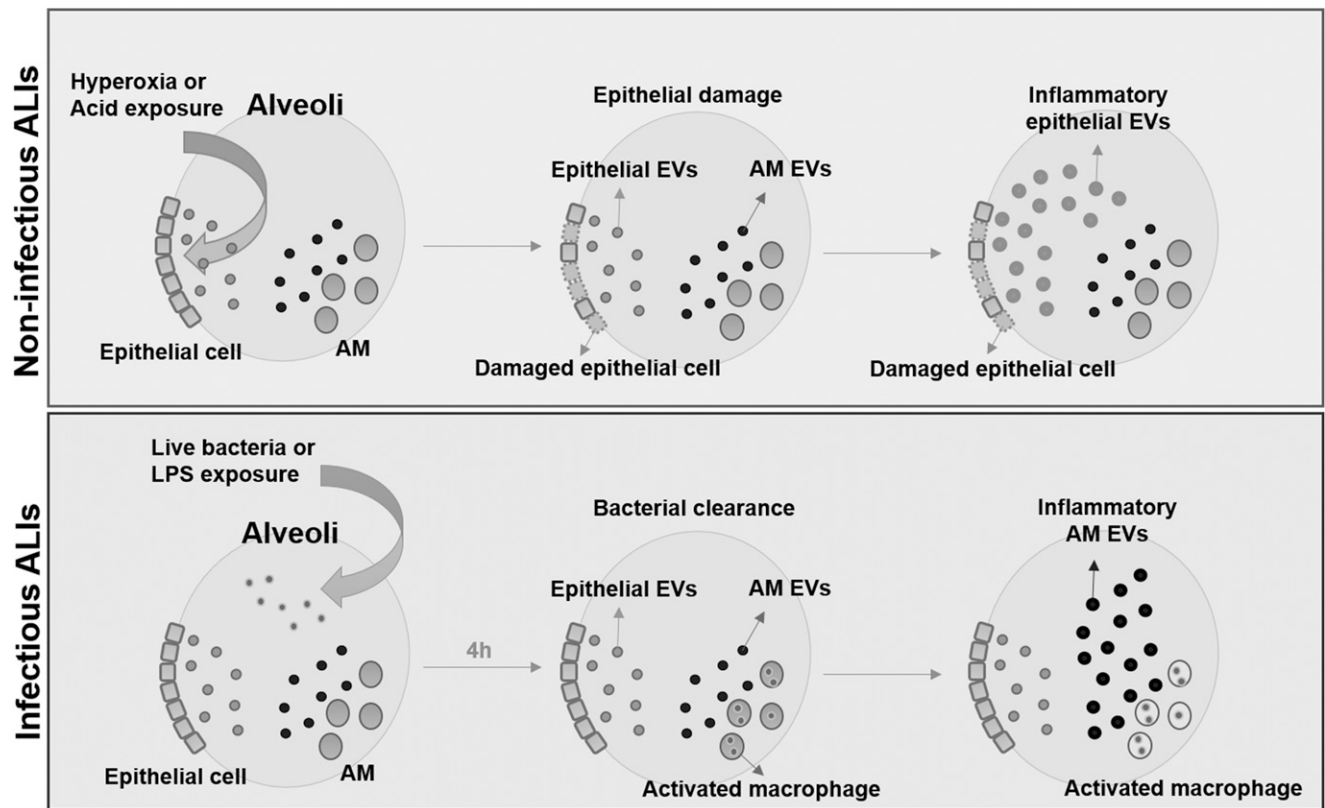 Non-infectious ALIs
Hyperoxia or
Acid exposure
Alveoli
Epithelial cell
AM
Epithelial damage
Epithelial EVs
AM EVs
Damaged epithelial cell
Inflammatory
epithelial EVs
Damaged epithelial cell
Infectious ALIs
Live bacteria or
LPS exposure
Alveoli
Epithelial cell
AM
4h
Bacterial clearance
Epithelial EVs
AM EVs
Activated macrophage
Inflammatory
AM EVs
Activated macrophage